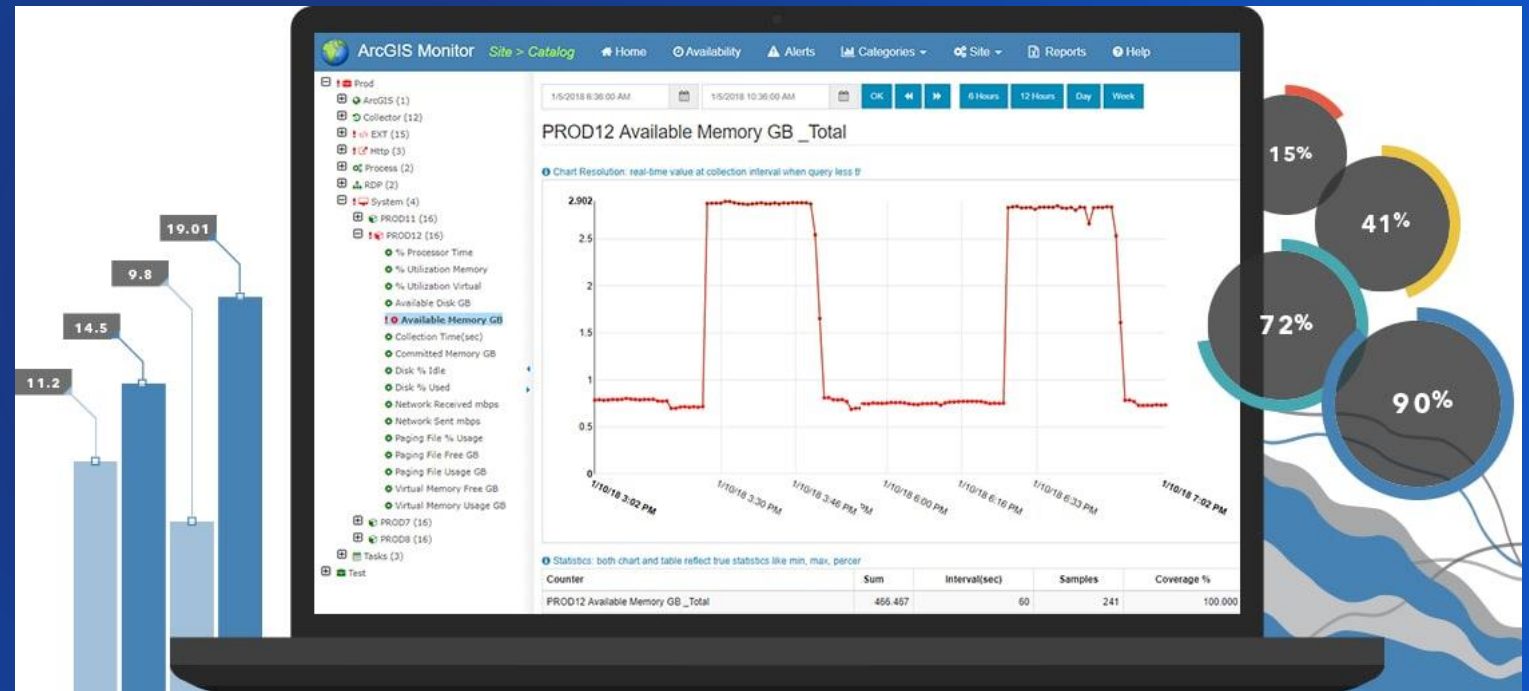 ArcGIS Monitor Site > Catalog Home Availability Alerts Categories Site Reports Help
Prod
ArcGIS (1)
Collector (12)
EXT (15)
Http (3)
Process (2)
RDP (2)
System (4)
PROD11 (16)
PROD12 (16)
% Processor Time
% Utilization Memory
% Utilization Virtual
Available Disk GB
Available Memory GB
Collection Time(sec)
Committed Memory GB
Disk % Idle
Disk % Used
Network Received mbps
Network Sent mbps
Paging File % Usage
Paging File Free GB
Paging File Usage GB
Virtual Memory Free GB
Virtual Memory Usage GB
PROD7 (16)
PROD8 (16)
Tasks (3)
Test
1/5/2018 6:36:00 AM 1/5/2018 10:36:00 AM OK 6 Hours 12 Hours Day Week
PROD12 Available Memory GB _Total
Chart Resolution: real-time value at collection interval when query less
2.902
2.5
2
1.5
1
0.5
0
1/10/18 3:02 PM 1/10/18 3:30 PM 1/10/18 3:46 PM PM 1/10/18 6:00 PM 1/10/18 6:16 PM 1/10/18 6:33 PM 1/10/18 7:02 PM
Statistics: both chart and table reflect true statistics like min, max, percer
Counter Sum Interval(sec) Samples Coverage %
PROD12 Available Memory GB _Total 466.467 60 241 100.000
19.01
9.8
14.5
11.2
15%
41%
72%
90%